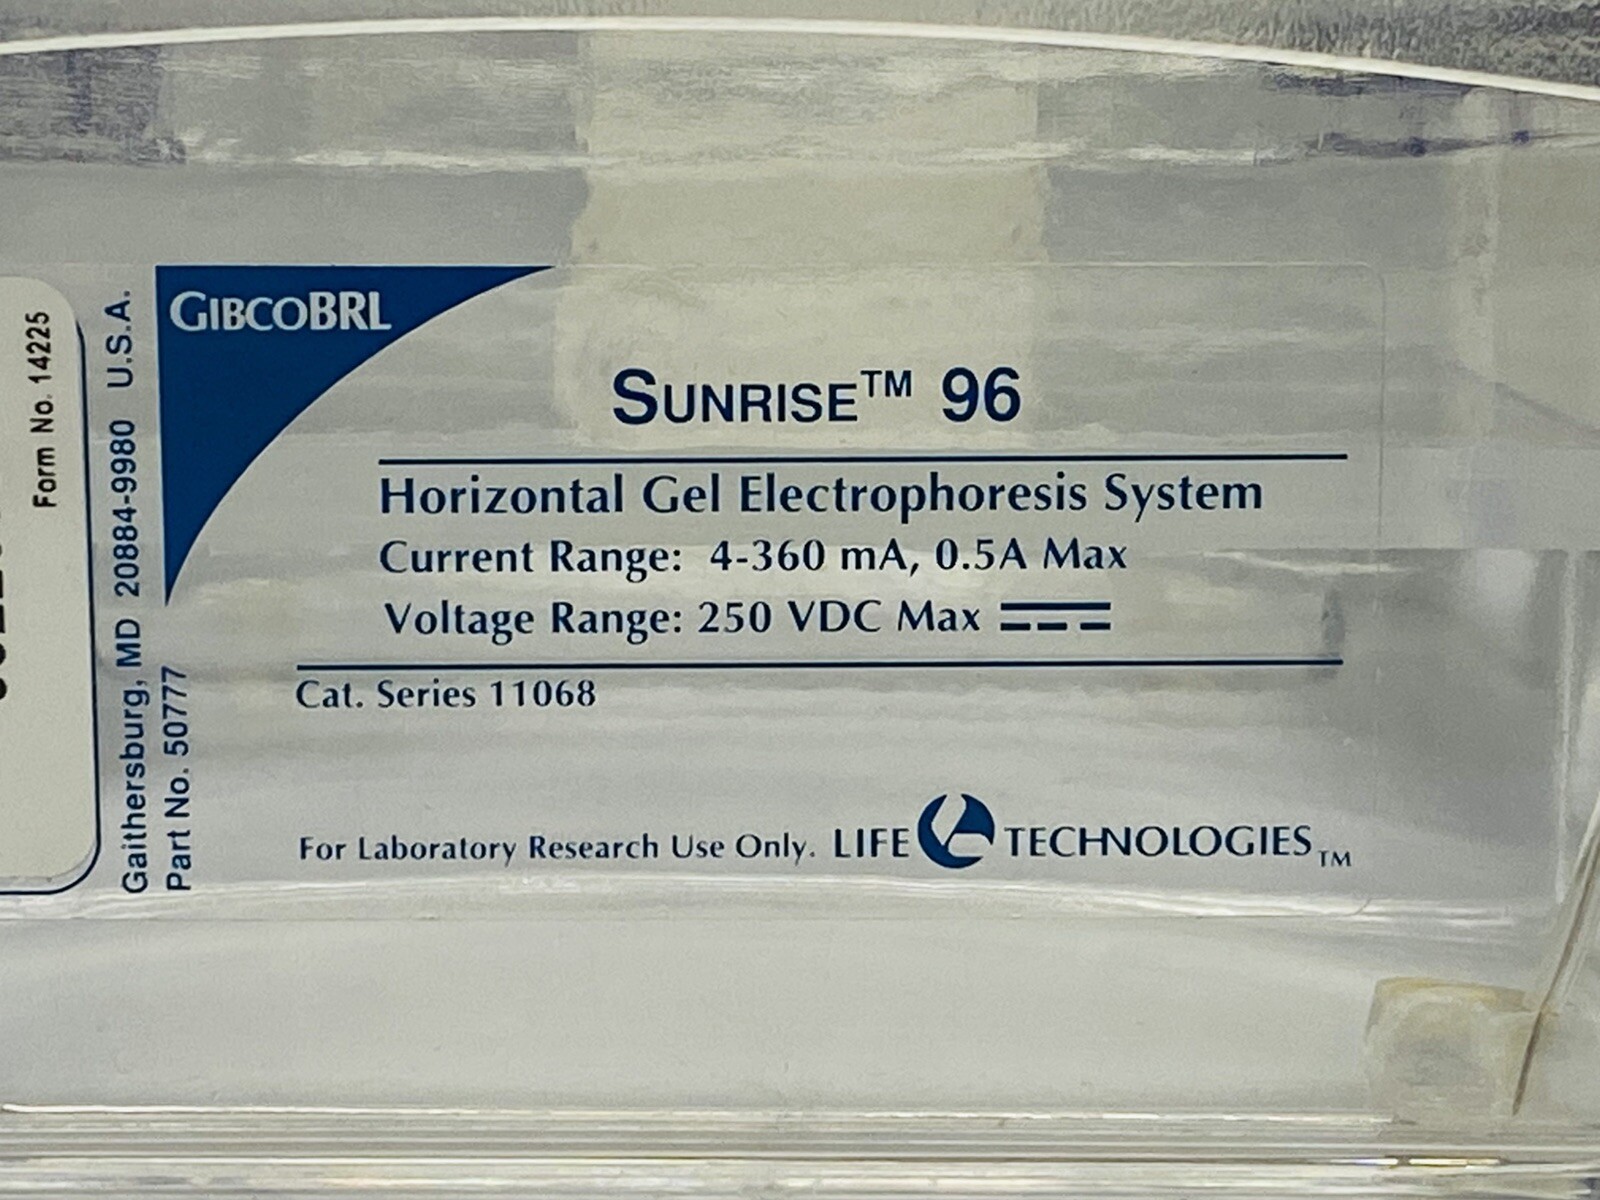 Form No. 14225
Gaithersburg, MD 20884-9980 U.S.A.
Part No. 50777
GIBCOBRL
SUNRISE™ 96
Horizontal Gel Electrophoresis System
Current Range: 4-360 mA, 0.5A Max
Voltage Range: 250 VDC Max
Cat. Series 11068
For Laboratory Research Use Only. LIFE TECHNOLOGIES™